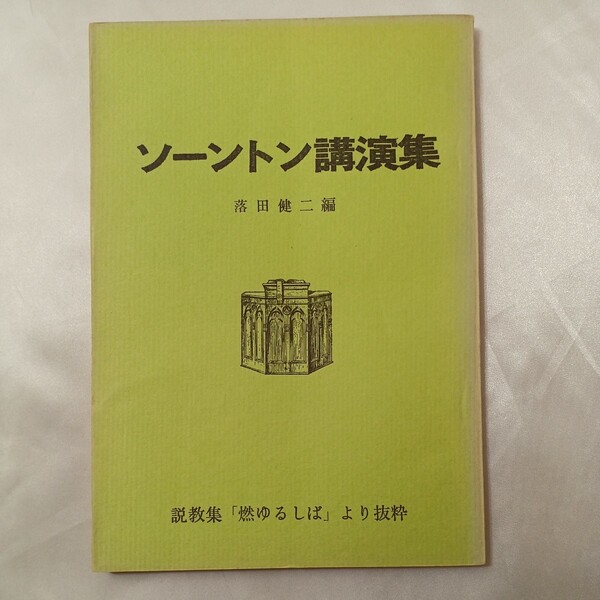 ソーントン講演集
落田健二編
説教集「燃ゆるしば」より抜粋